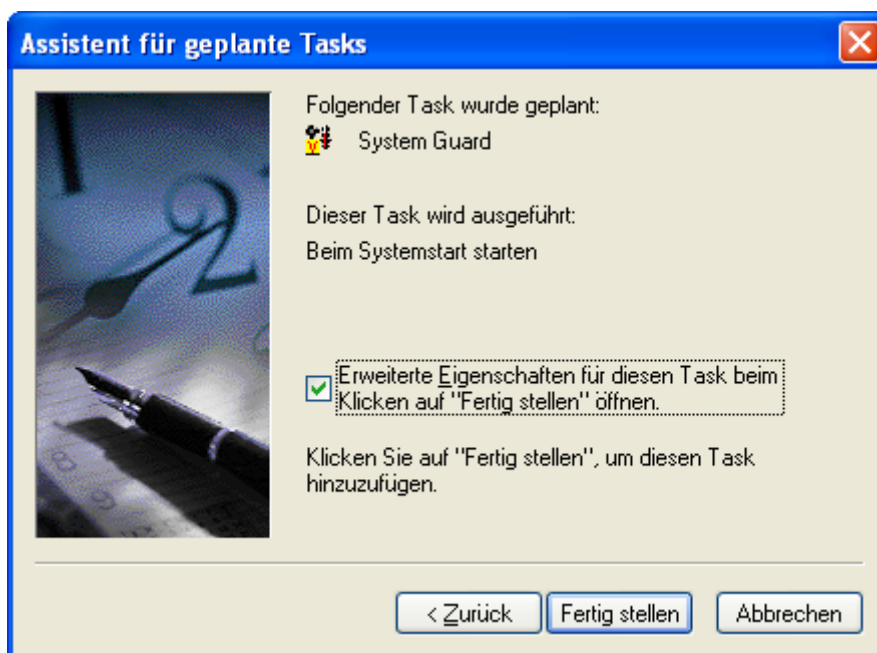 Assistent für geplante Tasks
Folgender Task wurde geplant:
System Guard
Dieser Task wird ausgeführt:
Beim Systemstart starten
Erweiterte Eigenschaften für diesen Task beim
Klicken auf "Fertig stellen" öffnen.
Klicken Sie auf "Fertig stellen", um diesen Task
hinzuzufügen.
< Zurück
Fertig stellen
Abbrechen